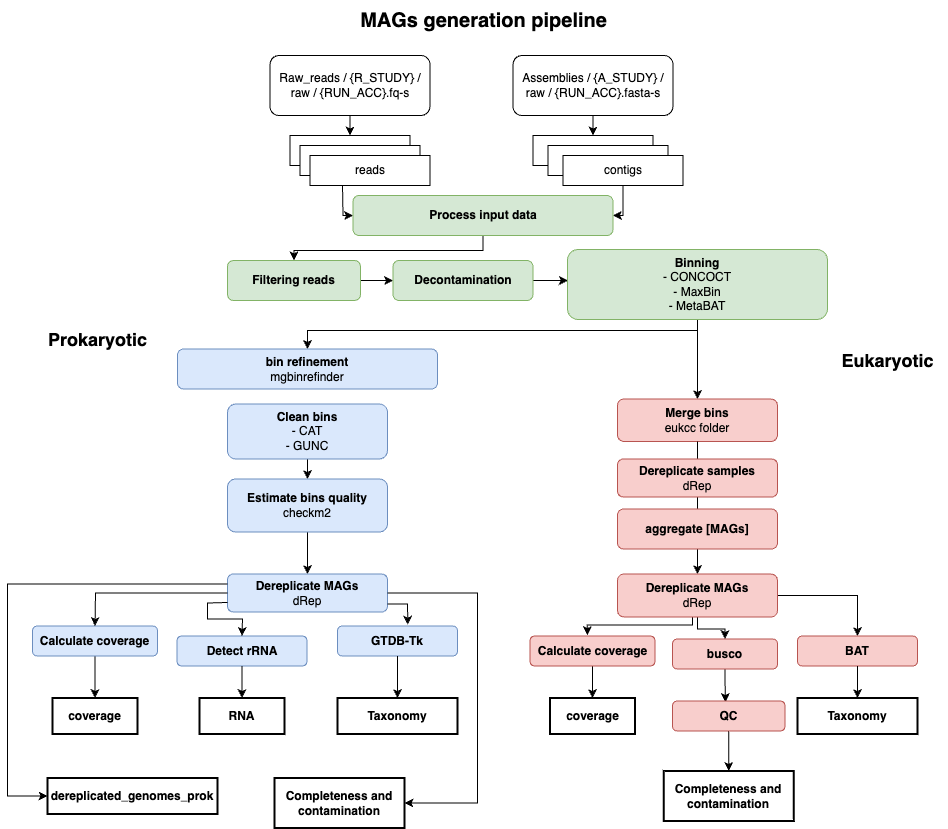 MAGs generation pipeline
Raw_reads / {R_STUDY} /
raw / {RUN_ACC}.fq-s
Assemblies / {A_STUDY} /
raw / {RUN_ACC}.fasta-s
reads
contigs
Process input data
Filtering reads
Decontamination
Binning
- CONCOCT
- MaxBin
- MetaBAT
Prokaryotic
Eukaryotic
bin refinement
mgbinrefinder
Clean bins
- CAT
- GUNC
Estimate bins quality
checkm2
Dereplicate MAGs
dRep
Calculate coverage
Detect rRNA
GTDB-Tk
coverage
RNA
Taxonomy
dereplicated_genomes_prok
Completeness and
contamination
Merge bins
eukcc folder
Dereplicate samples
dRep
aggregate [MAGs]
Dereplicate MAGs
dRep
Calculate coverage
busco
BAT
coverage
QC
Taxonomy
Completeness and
contamination